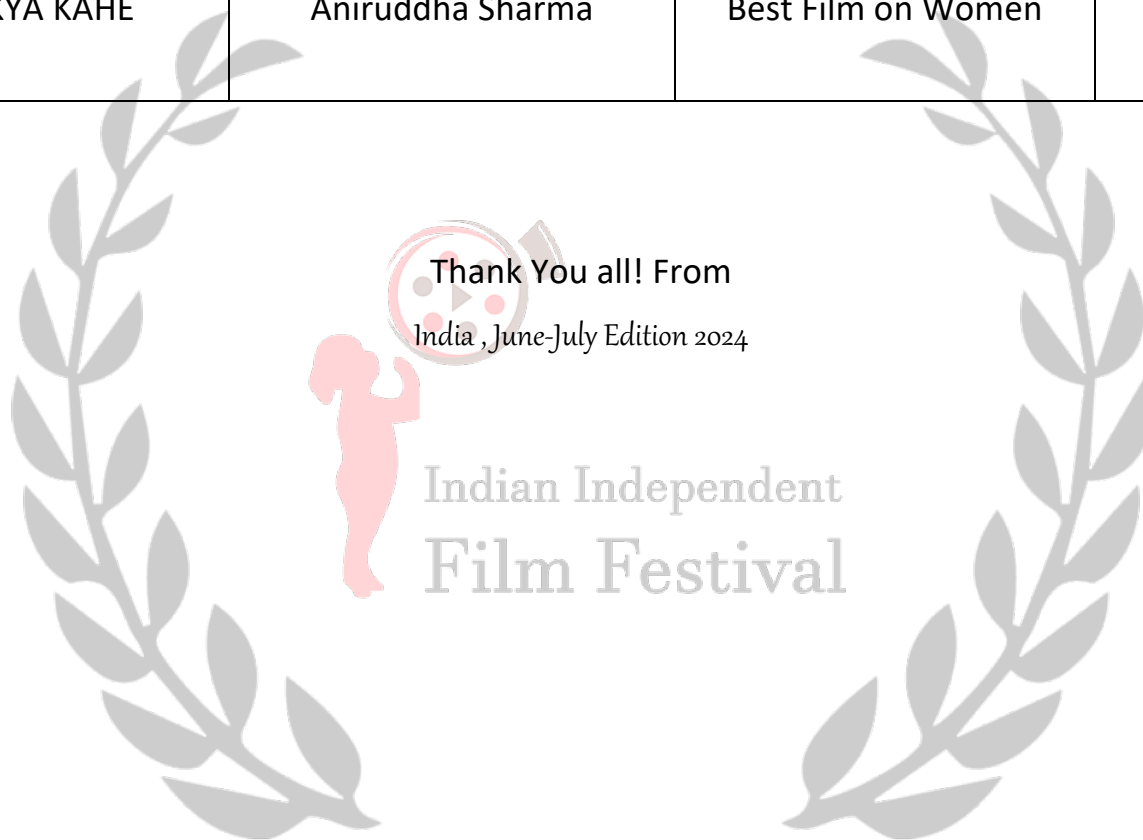 KYA KAHE
Aniruddha Sharma
Best Film on Women
Thank You all! From
India , June-July Edition 2024
Indian Independent
Film Festival